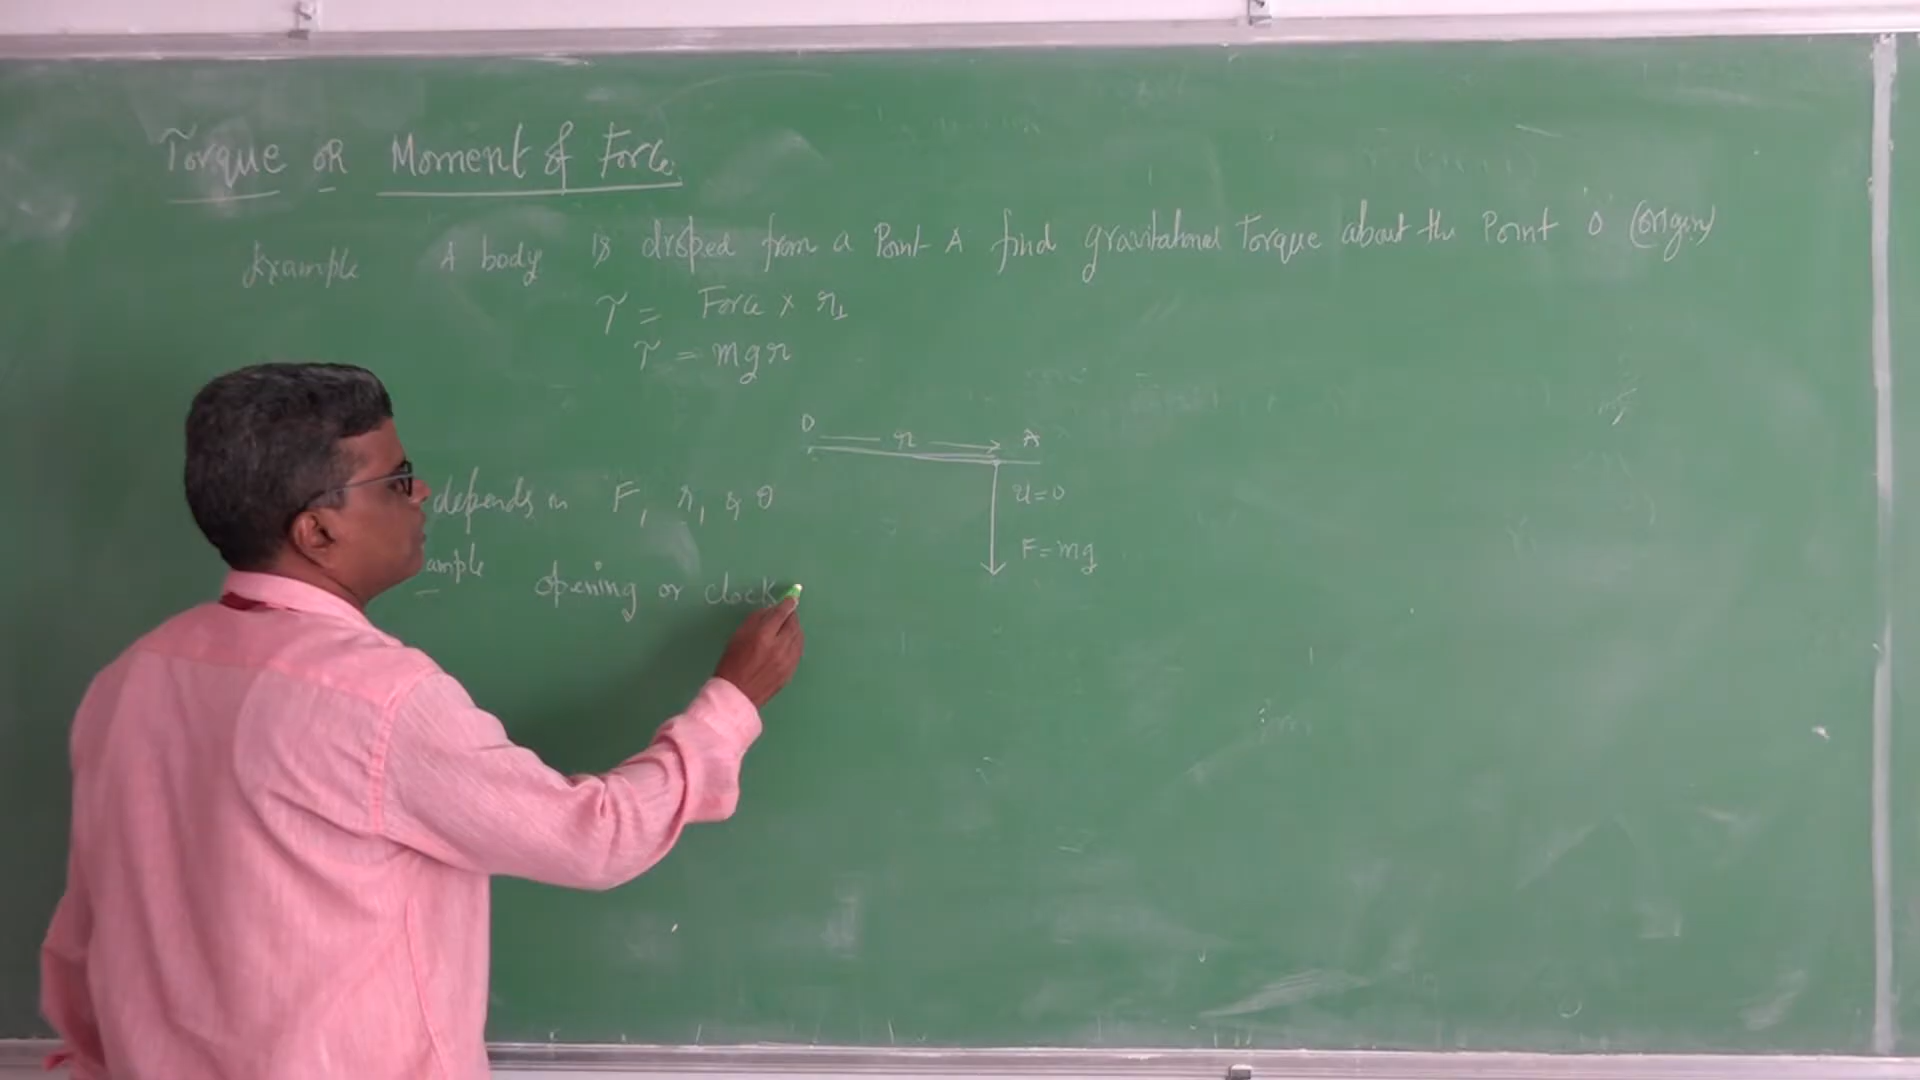 Torque OR Moment of Force.
Example A body is droped from a Point A find gravitational Torque about the Point 'O' (origin)
τ = Force × r⊥
τ = mgr
O r A
u=0
F=mg
depends on F, r, & θ
ample
opening or clock